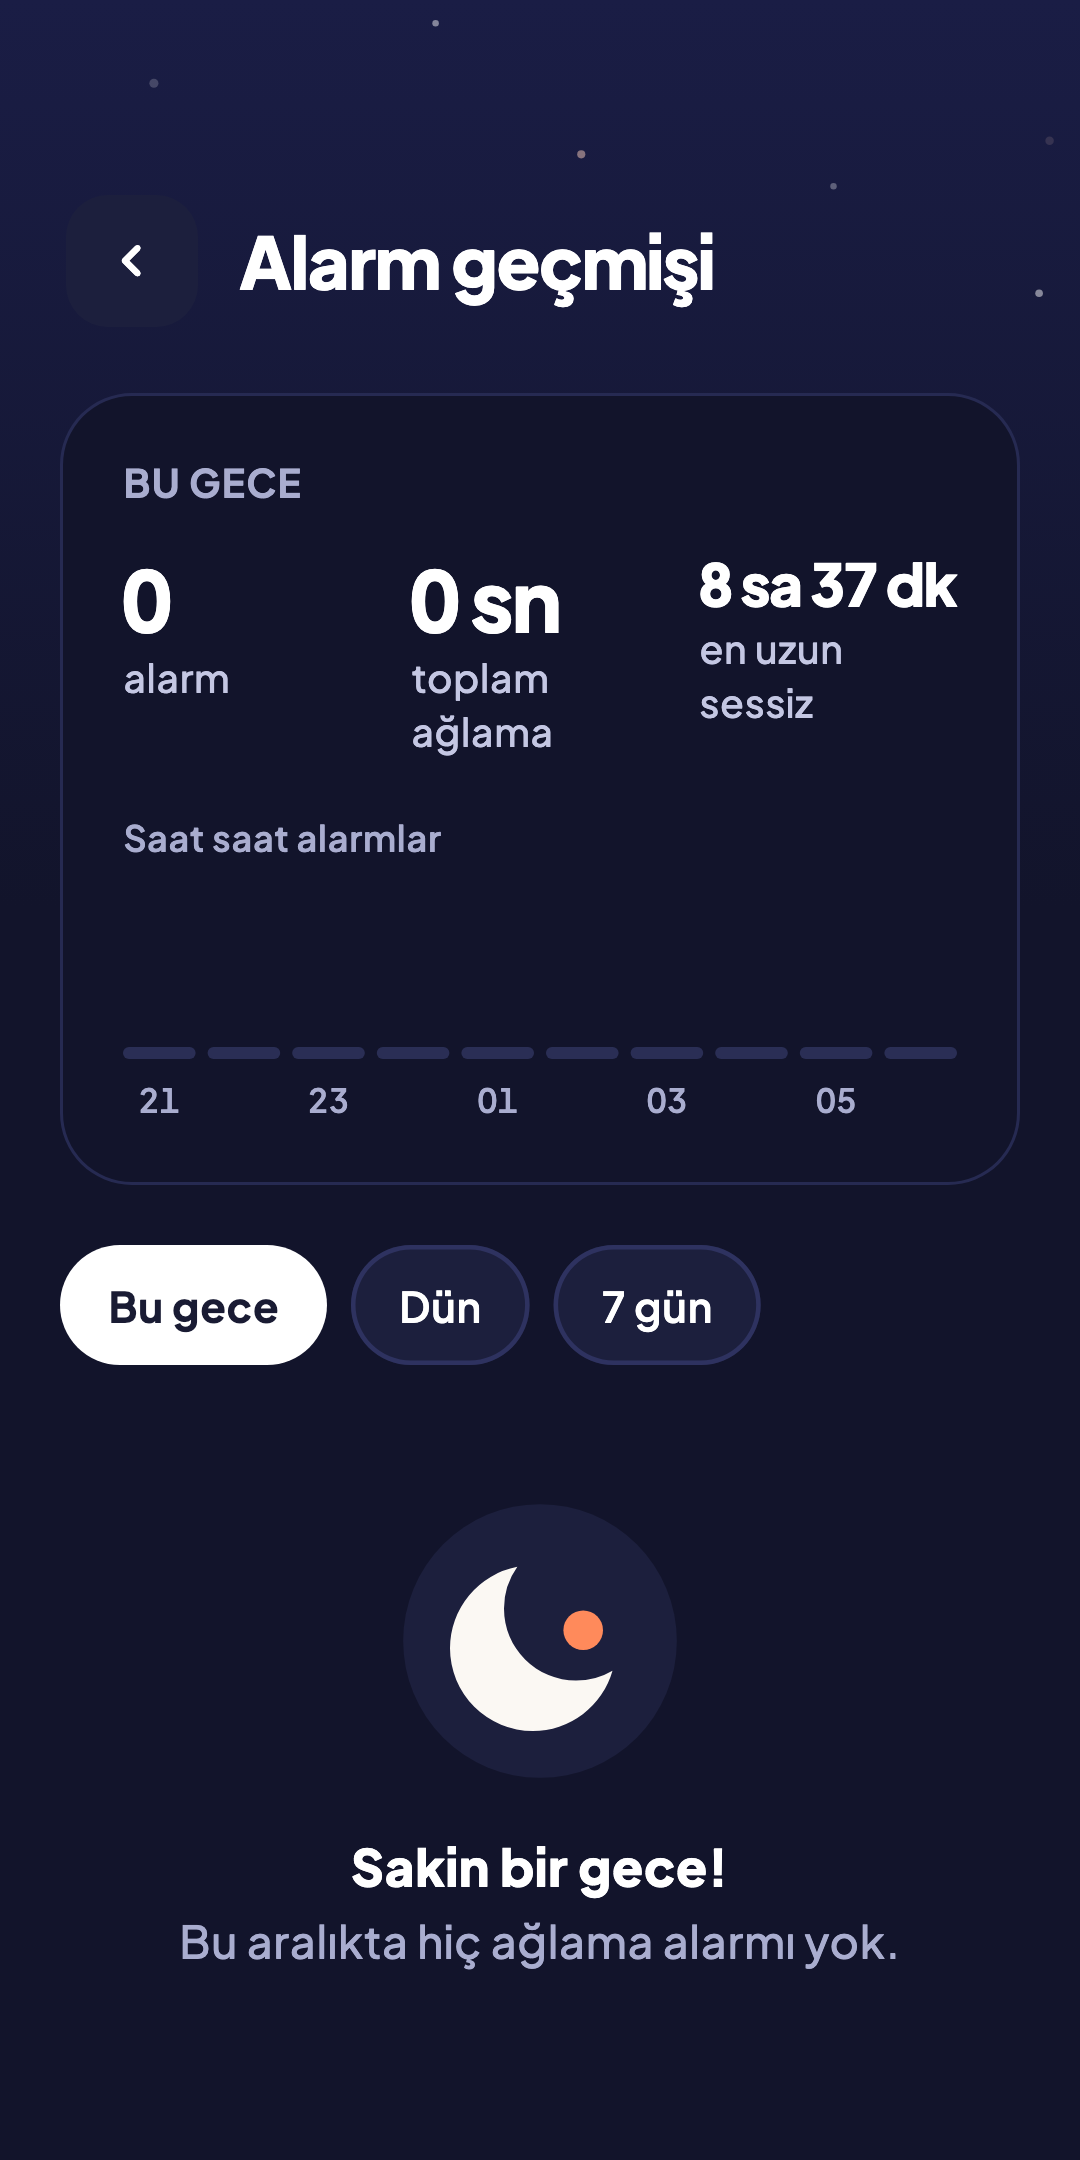 Alarm geçmişi
BU GECE
0
alarm
0 sn
toplam
ağlama
8 sa 37 dk
en uzun
sessiz
Saat saat alarmlar
21 23 01 03 05
Bu gece
Dün
7 gün
Sakin bir gece!
Bu aralıkta hiç ağlama alarmı yok.